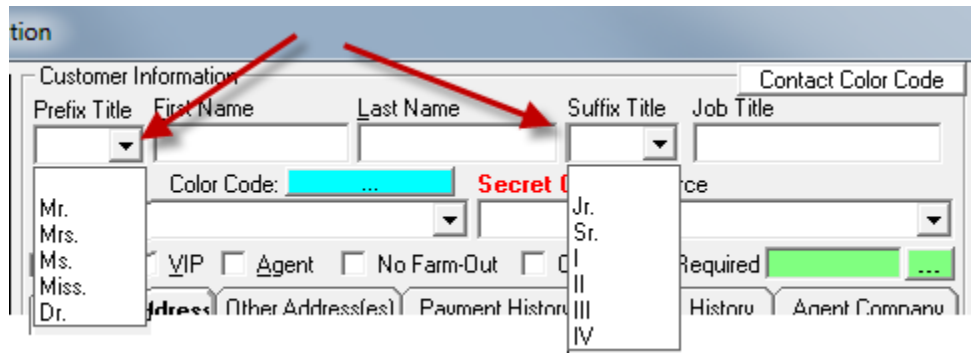 tion
Customer Information
Contact Color Code
Prefix Title First Name Last Name Suffix Title Job Title
Color Code: ... Secret
Mr.
Mrs.
Ms.
Miss.
Dr.
Jr.
Sr.
I
II
III
IV
VIP Agent No Farm-Out Required ...
Other Address(es) Payment History History Agent Company